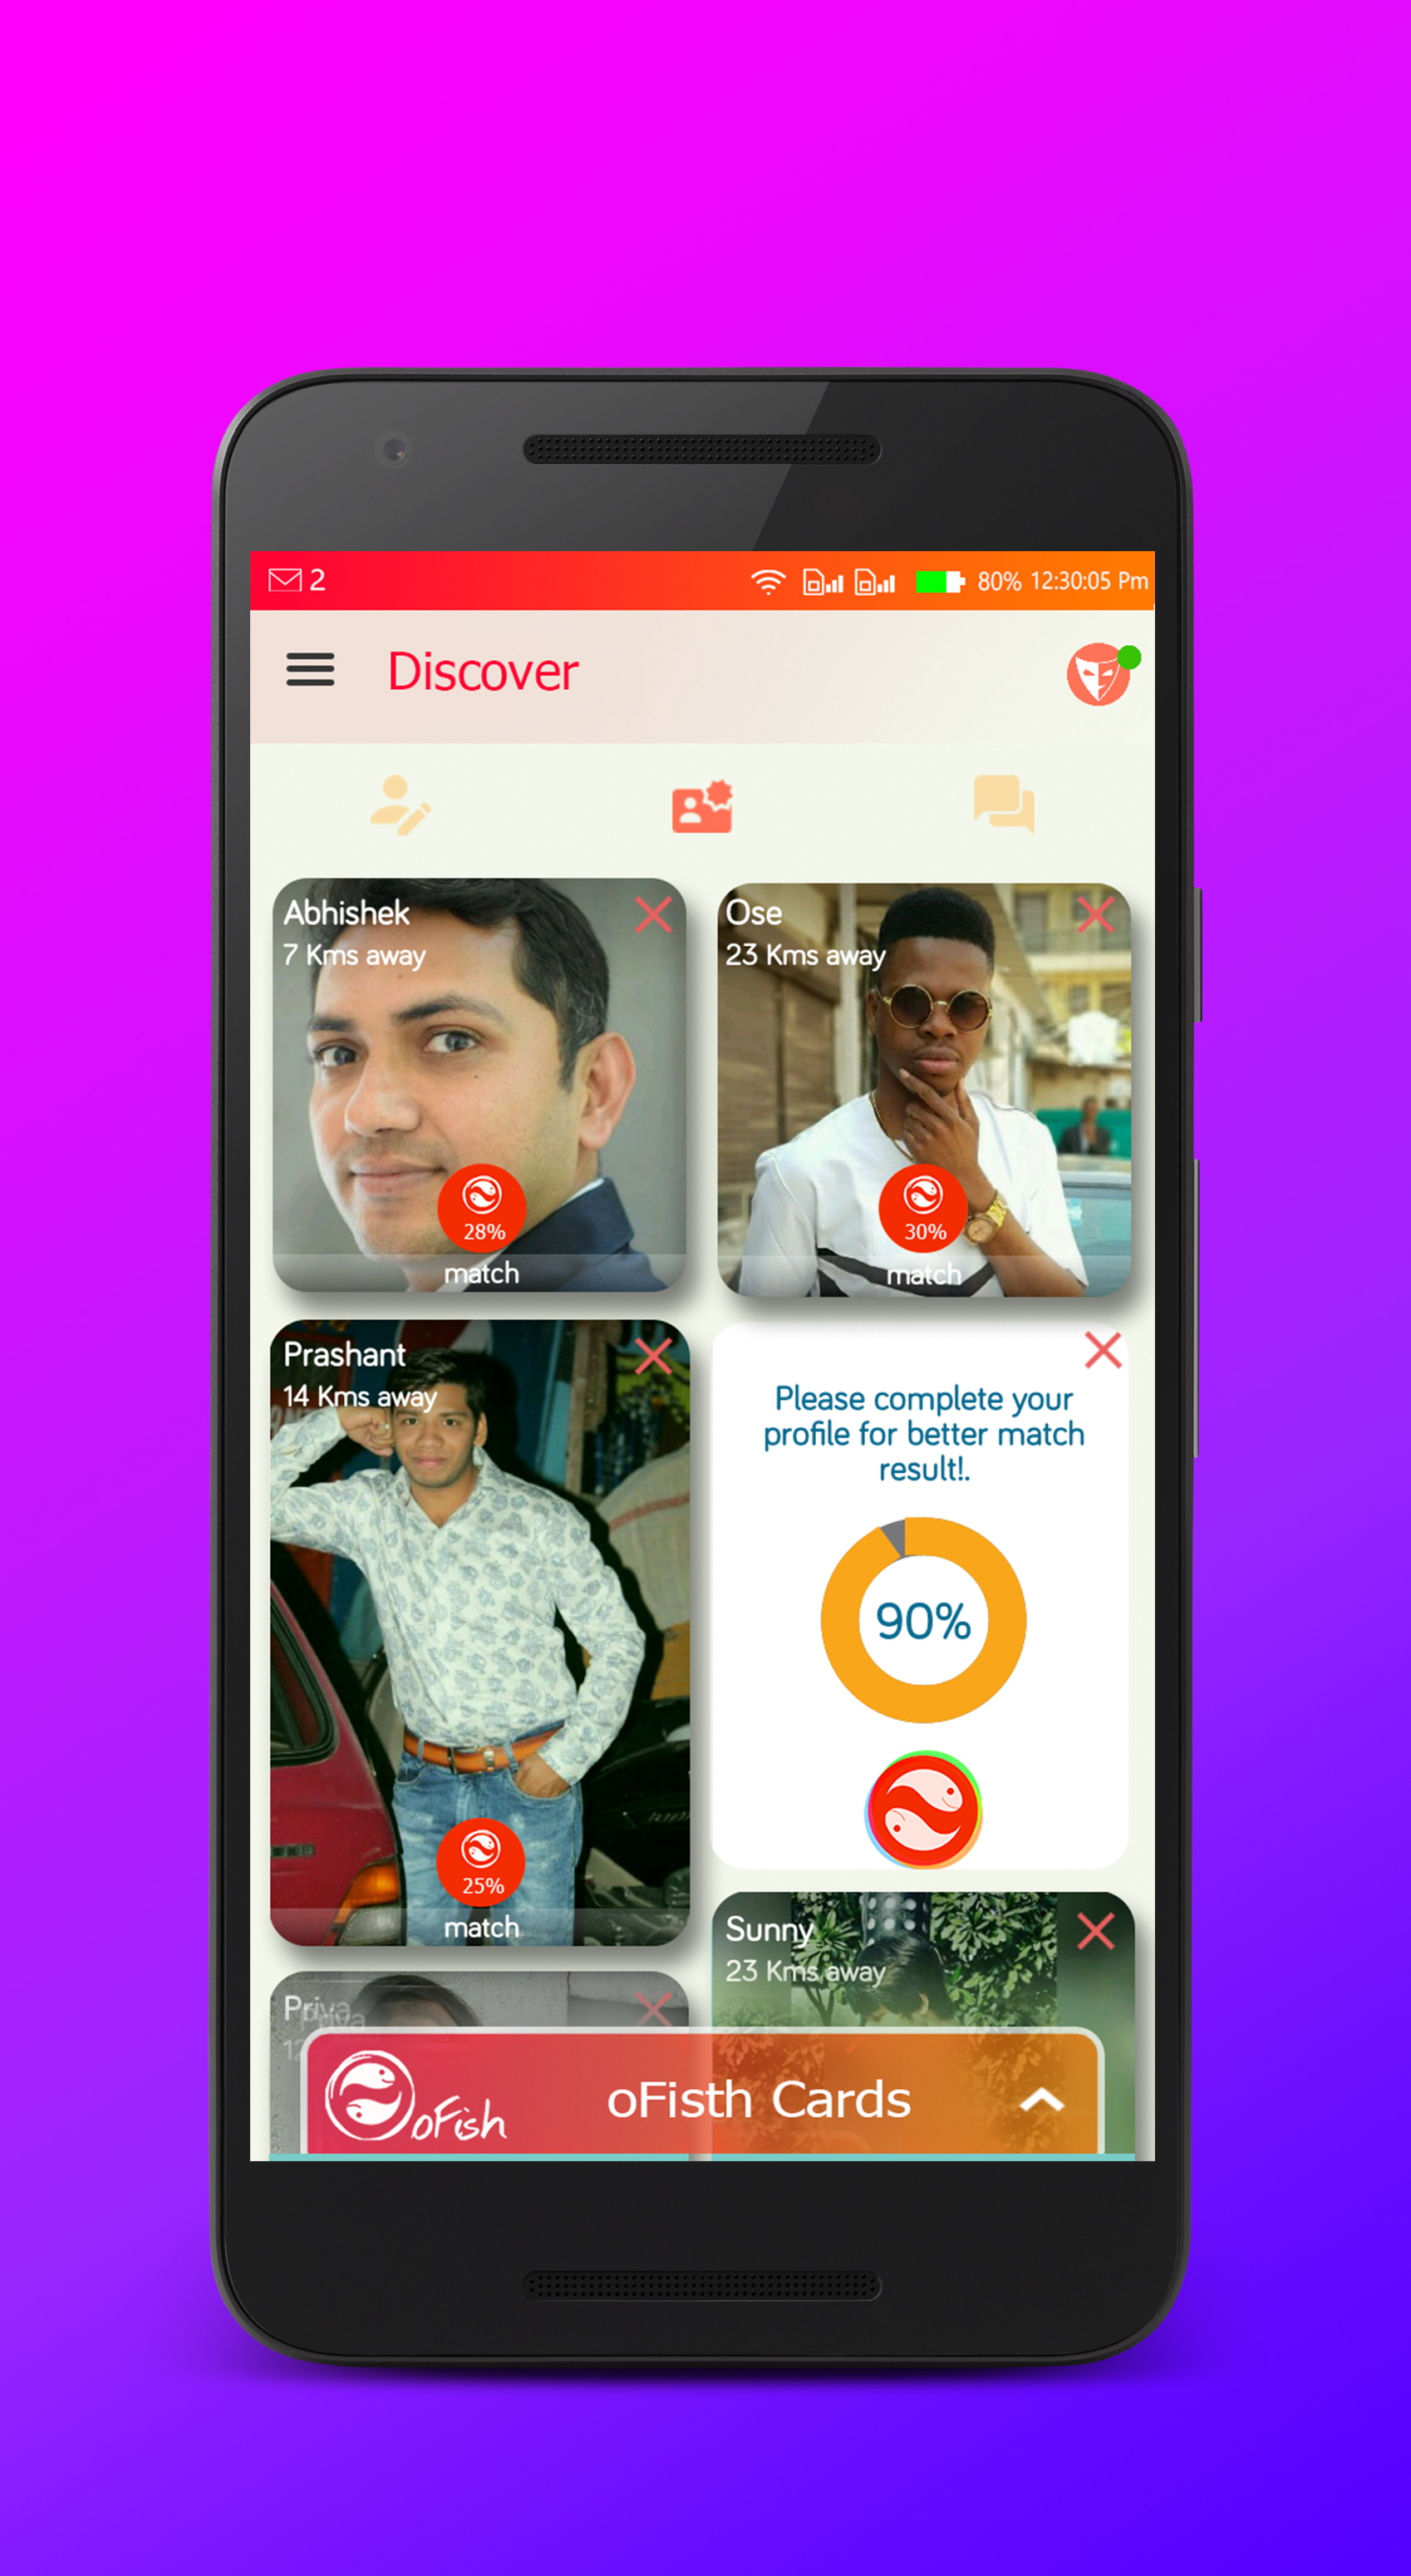 2
80% 12:30:05 Pm
Discover
Abhishek
7 Kms away
28%
match
Ose
23 Kms away
30%
match
Prashant
14 Kms away
25%
match
Please complete your
profile for better match
result!.
90%
Sunny
23 Kms away
Priya
oFish
oFisth Cards